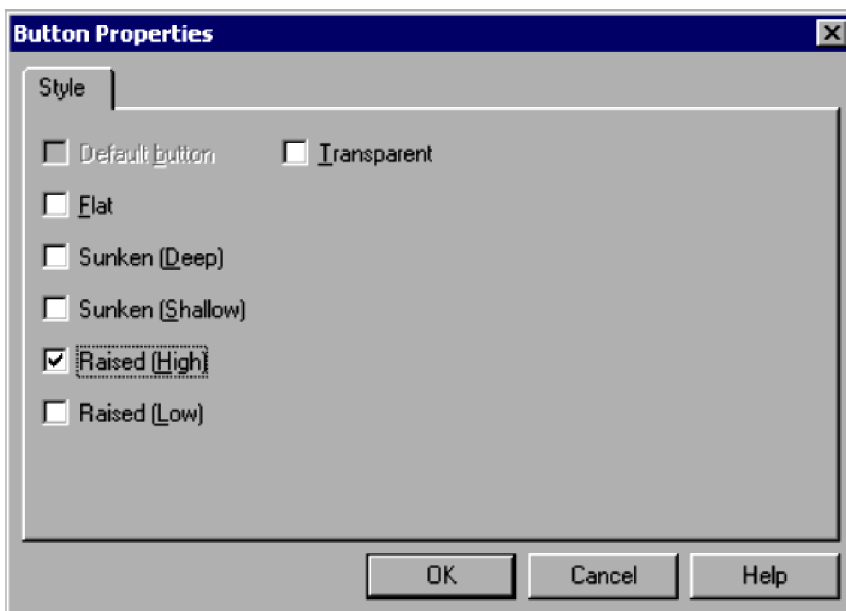 Button Properties
Style
Default button
Transparent
Flat
Sunken (Deep)
Sunken (Shallow)
Raised (High)
Raised (Low)
OK
Cancel
Help